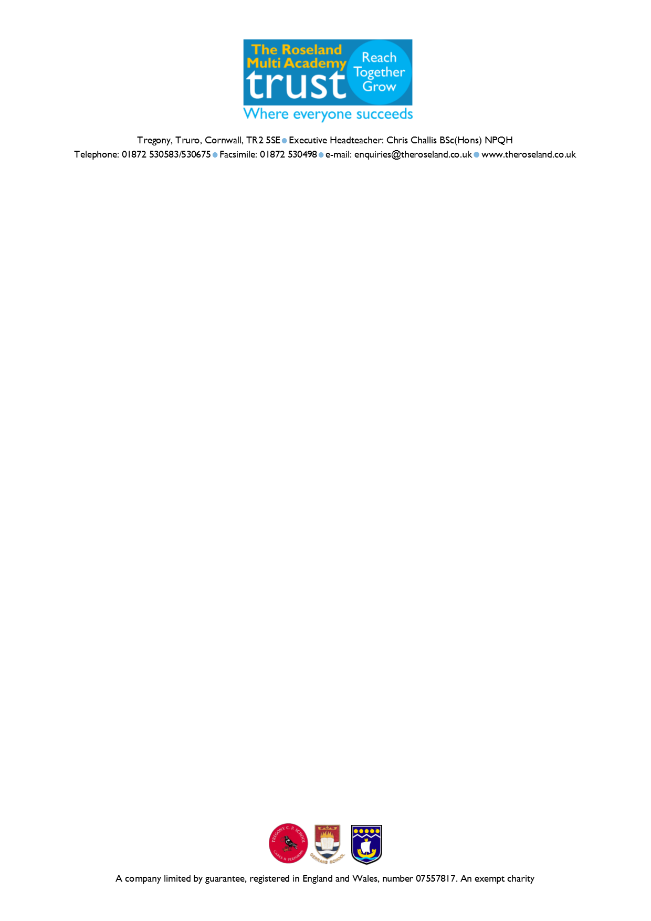 The Roseland
Multi Academy
trust
Reach
Together
Grow
Where everyone succeeds
Tregony, Truro, Cornwall, TR2 5SE • Executive Headteacher: Chris Challis BSc(Hons) NPQH
Telephone: 01872 530583/530675 • Facsimile: 01872 530498 • e-mail: enquiries@theroseland.co.uk • www.theroseland.co.uk
A company limited by guarantee, registered in England and Wales, number 07557817. An exempt charity